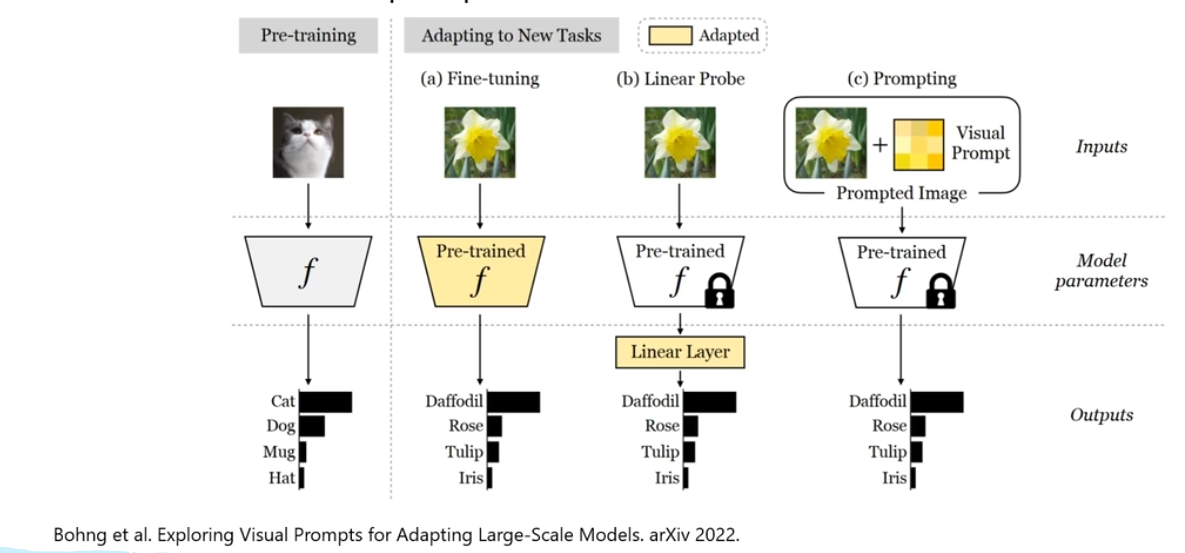 Pre-training
Adapting to New Tasks
Adapted
(a) Fine-tuning
(b) Linear Probe
(c) Prompting
+
Visual
Prompt
Prompted Image
Inputs
f
Pre-trained
f
Pre-trained
f
Pre-trained
f
Model
parameters
Linear Layer
Cat
Dog
Mug
Hat
Daffodil
Rose
Tulip
Iris
Daffodil
Rose
Tulip
Iris
Daffodil
Rose
Tulip
Iris
Outputs
Bohng et al. Exploring Visual Prompts for Adapting Large-Scale Models. arXiv 2022.